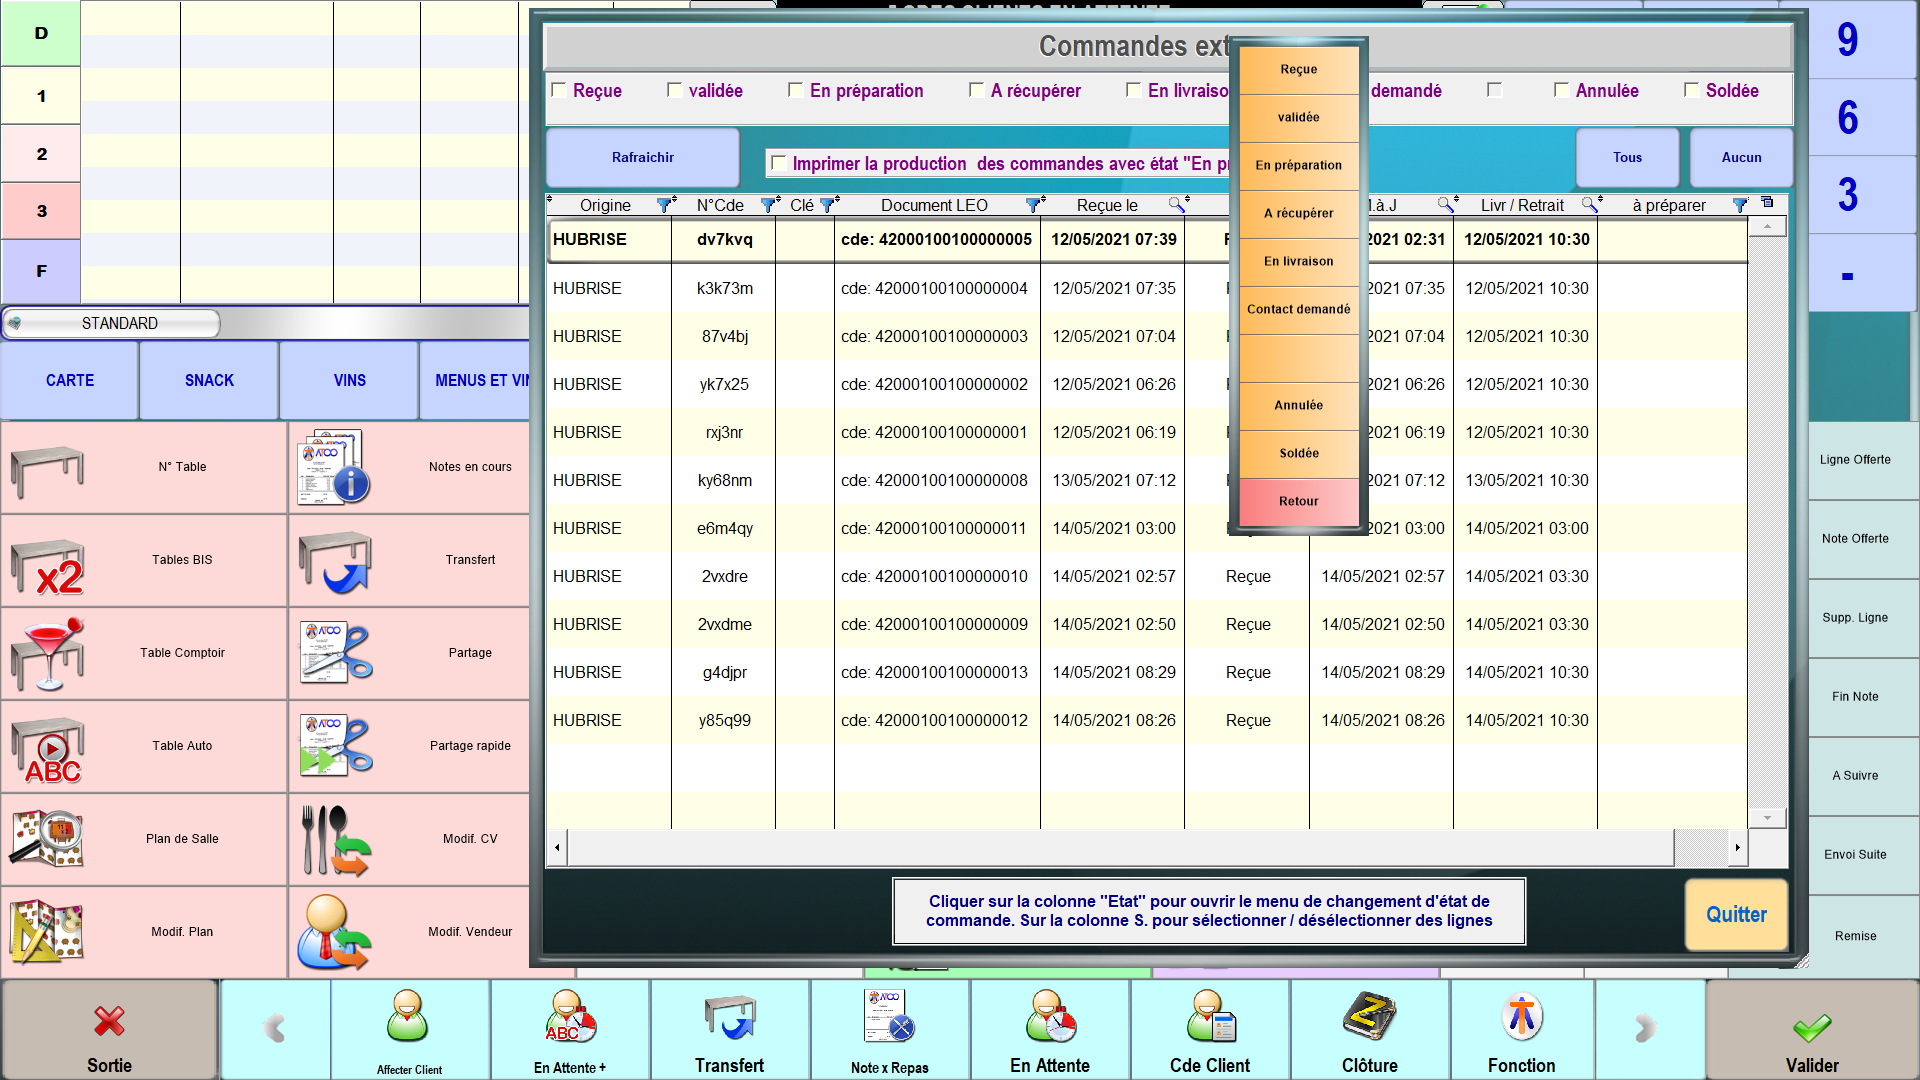 D
1
2
3
F
STANDARD
CARTE
SNACK
VINS
MENUS ET VIN
N° Table
Notes en cours
Tables BIS
Transfert
Table Comptoir
Partage
Table Auto
Partage rapide
Plan de Salle
Modif. CV
Modif. Plan
Modif. Vendeur
Commandes ext
Reçue
validée
En préparation
A récupérer
En livraiso
demandé
Annulée
Soldée
Rafraichir
Imprimer la production des commandes avec état "En pr
Tous
Aucun
Origine N°Cde Clé Document LEO Reçue le .à.J Livr / Retrait à préparer
HUBRISE dv7kvq cde: 42000100100000005 12/05/2021 07:39 2021 02:31 12/05/2021 10:30
HUBRISE k3k73m cde: 42000100100000004 12/05/2021 07:35 2021 07:35 12/05/2021 10:30
HUBRISE 87v4bj cde: 42000100100000003 12/05/2021 07:04 2021 07:04 12/05/2021 10:30
HUBRISE yk7x25 cde: 42000100100000002 12/05/2021 06:26 2021 06:26 12/05/2021 10:30
HUBRISE rxj3nr cde: 42000100100000001 12/05/2021 06:19 2021 06:19 12/05/2021 10:30
HUBRISE ky68nm cde: 42000100100000008 13/05/2021 07:12 2021 07:12 13/05/2021 10:30
HUBRISE e6m4qy cde: 42000100100000011 14/05/2021 03:00 2021 03:00 14/05/2021 03:00
HUBRISE 2vxdre cde: 42000100100000010 14/05/2021 02:57 Reçue 14/05/2021 02:57 14/05/2021 03:30
HUBRISE 2vxdme cde: 42000100100000009 14/05/2021 02:50 Reçue 14/05/2021 02:50 14/05/2021 03:30
HUBRISE g4djpr cde: 42000100100000013 14/05/2021 08:29 Reçue 14/05/2021 08:29 14/05/2021 10:30
HUBRISE y85q99 cde: 42000100100000012 14/05/2021 08:26 Reçue 14/05/2021 08:26 14/05/2021 10:30
Reçue
validée
En préparation
A récupérer
En livraison
Contact demandé
Annulée
Soldée
Retour
Cliquer sur la colonne "Etat" pour ouvrir le menu de changement d'état de
commande. Sur la colonne S. pour sélectionner / désélectionner des lignes
Quitter
9
6
3
-
Ligne Offerte
Note Offerte
Supp. Ligne
Fin Note
A Suivre
Envoi Suite
Remise
Sortie
Affecter Client
En Attente +
Transfert
Note x Repas
En Attente
Cde Client
Clôture
Fonction
Valider